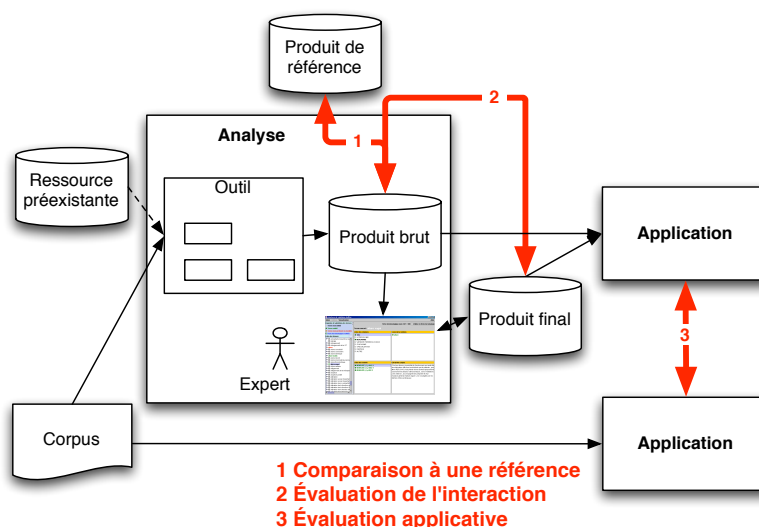 Produit de
référence
2
Analyse
1
Ressource
préexistante
Outil
Produit brut
Application
Produit final
3
Expert
Corpus
Application
1 Comparaison à une référence
2 Évaluation de l'interaction
3 Évaluation applicative